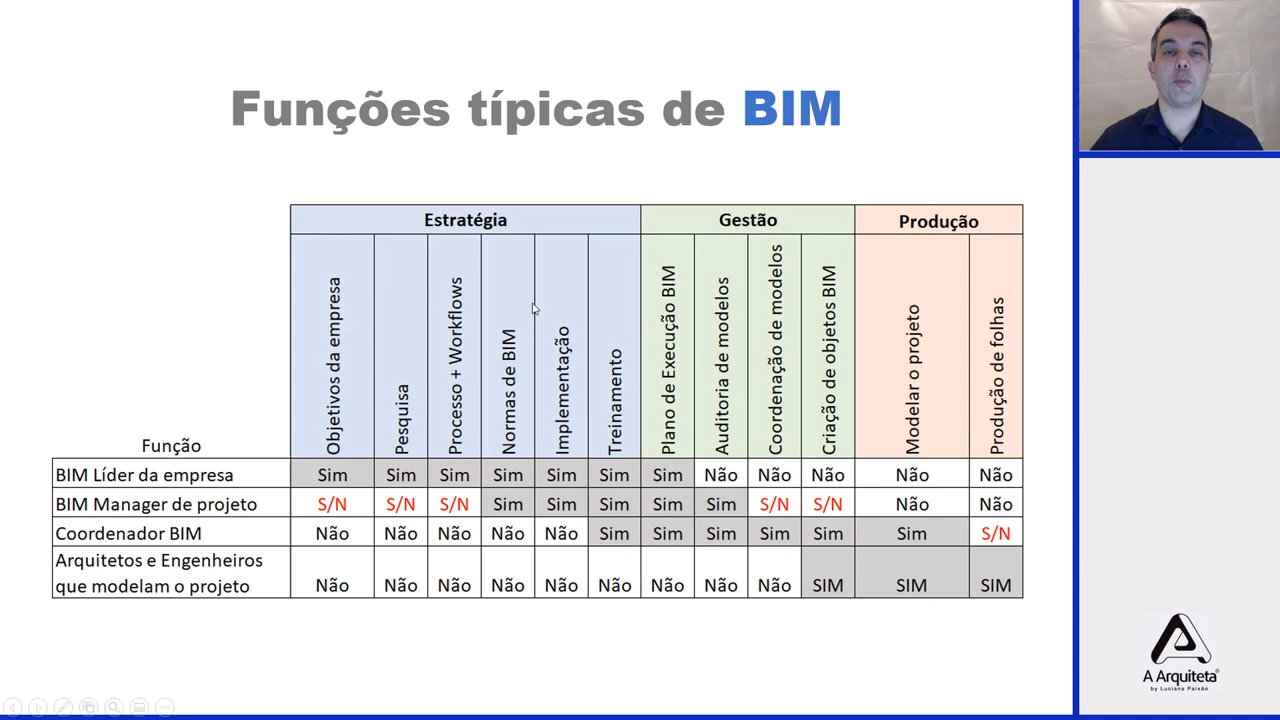 Funções típicas de BIM
Estratégia Gestão Produção
Função Objetivos da empresa Pesquisa Processo + Workflows Normas de BIM Implementação Treinamento Plano de Execução BIM Auditoria de modelos Coordenação de modelos Criação de objetos BIM Modelar o projeto Produção de folhas
BIM Líder da empresa Sim Sim Sim Sim Sim Sim Sim Não Não Não Não Não
BIM Manager de projeto S/N S/N S/N Sim Sim Sim Sim Sim S/N S/N Não Não
Coordenador BIM Não Não Não Não Não Sim Sim Sim Sim Sim Sim S/N
Arquitetos e Engenheiros
que modelam o projeto Não Não Não Não Não Não Não Não Não SIM SIM SIM
A Arquiteta®
by Luciana Paixão